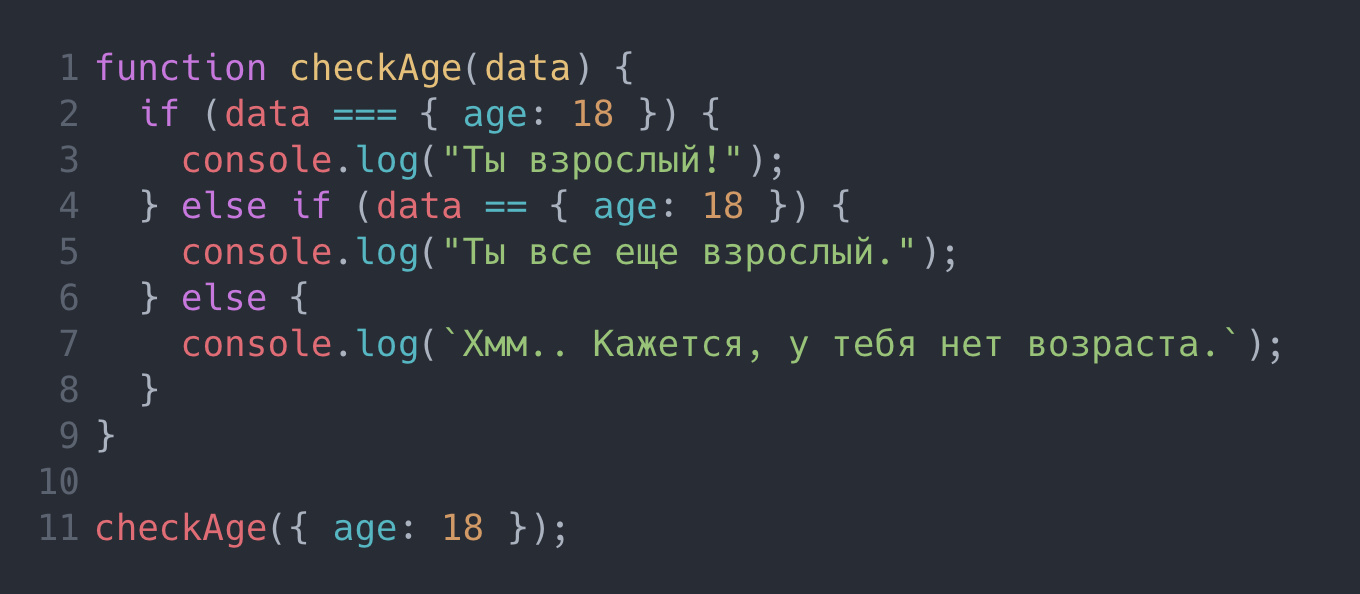 1 function checkAge(data) {
2   if (data === { age: 18 }) {
3     console.log("Ты взрослый!");
4   } else if (data == { age: 18 }) {
5     console.log("Ты все еще взрослый.");
6   } else {
7     console.log(`Хмм.. Кажется, у тебя нет возраста.`);
8   }
9 }
10
11 checkAge({ age: 18 });